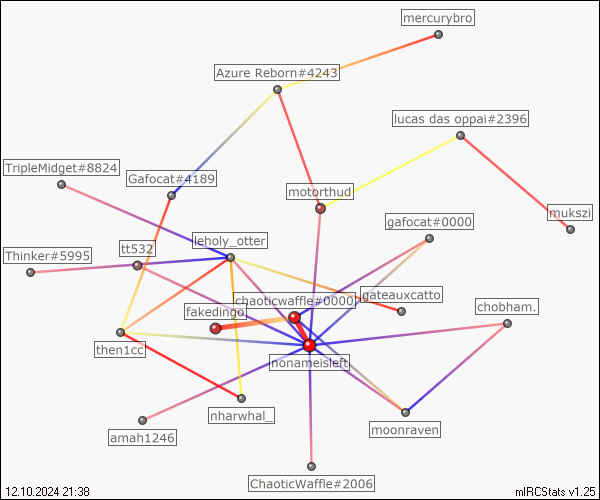 mercurybro
Azure Reborn#4243
lucas das oppai#2396
TripleMidget#8824
Gafocat#4189
motorthud
mukszi
gafocat#0000
leholy_otter
tt532
Thinker#5995
chaoticwaffle#0000
gateauxcatto
fakedingo
chobham.
then1cc
nonameisleft
nharwhal_
moonraven
amah1246
ChaoticWaffle#2006
12.10.2024 21:38
mIRCStats v1.25